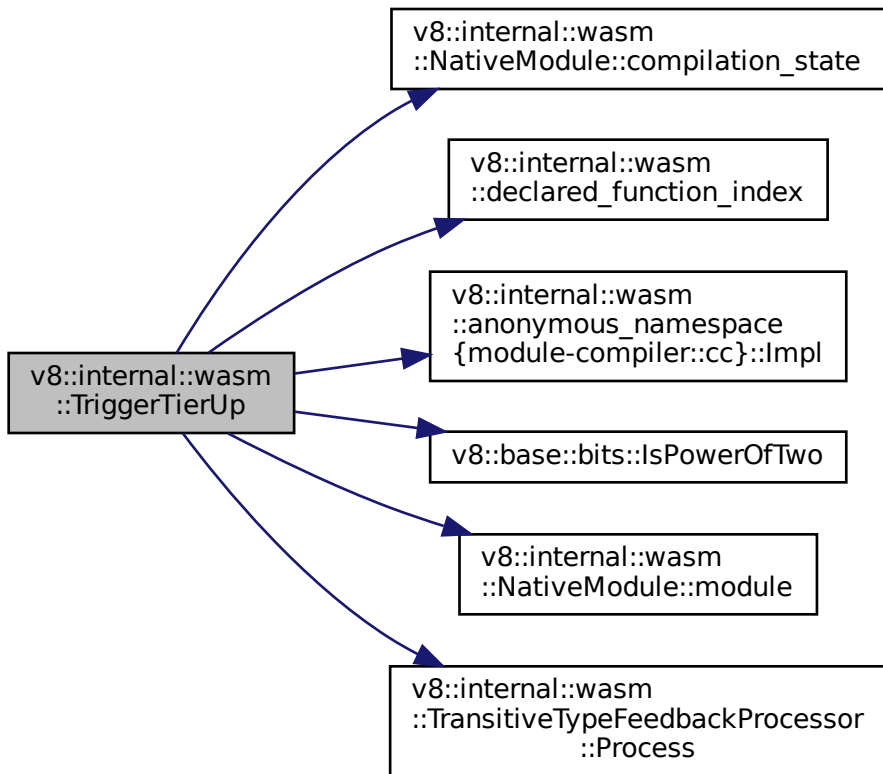 v8::internal::wasm
::NativeModule::compilation_state
v8::internal::wasm
::declared_function_index
v8::internal::wasm
::anonymous_namespace
{module-compiler::cc}::Impl
v8::internal::wasm
::TriggerTierUp
v8::base::bits::IsPowerOfTwo
v8::internal::wasm
::NativeModule::module
v8::internal::wasm
::TransitiveTypeFeedbackProcessor
::Process